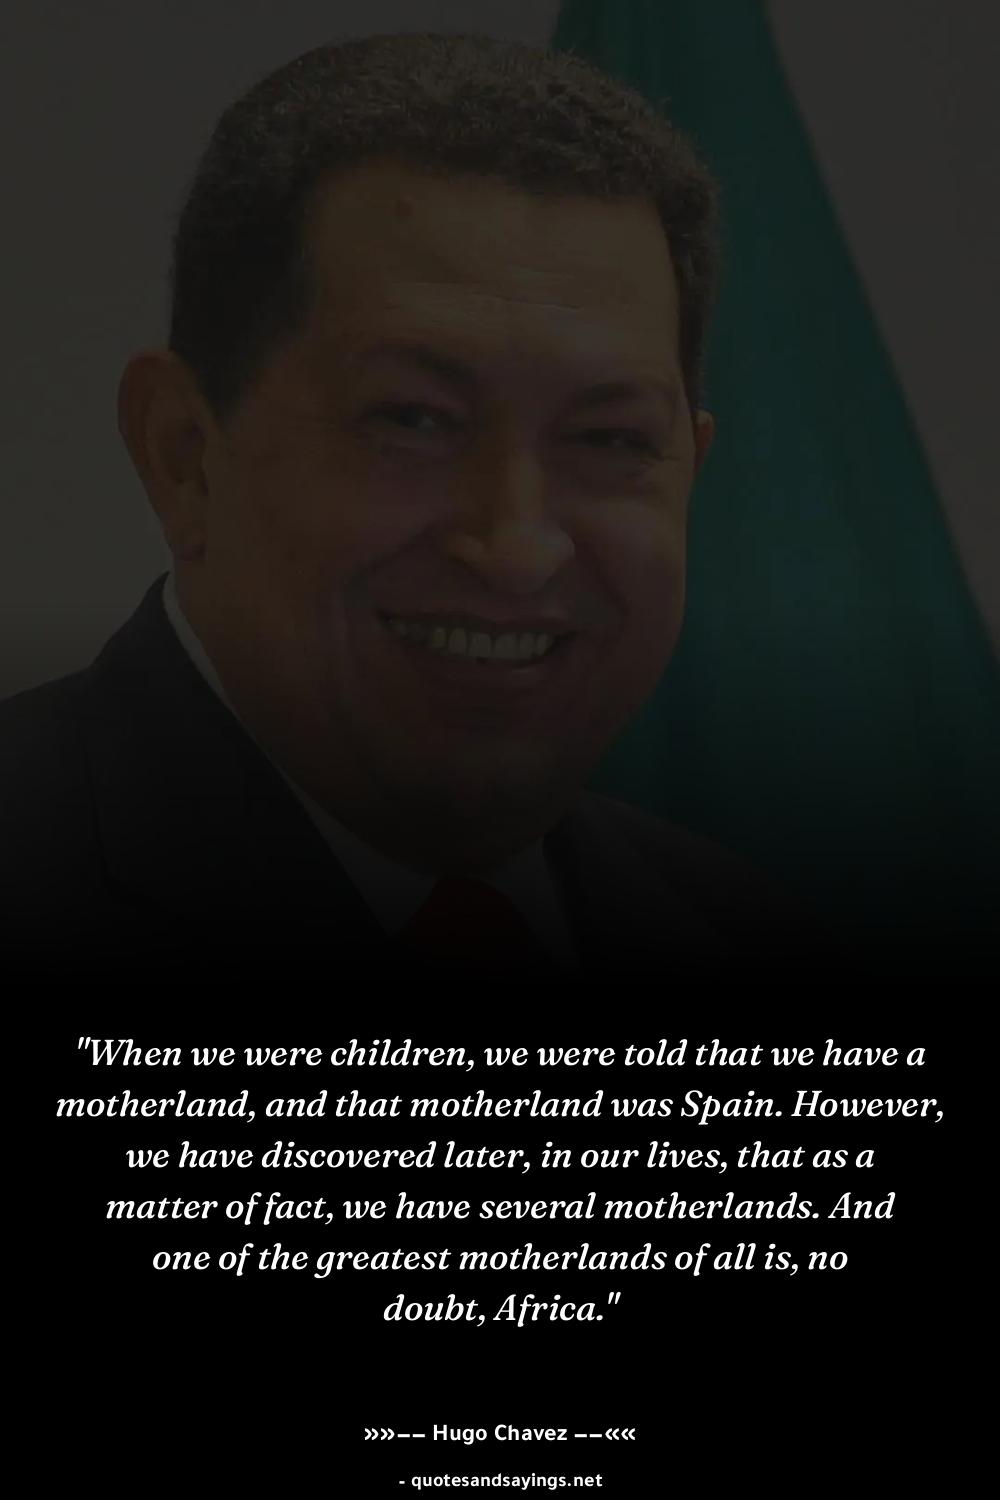 "When we were children, we were told that we have a
motherland, and that motherland was Spain. However,
we have discovered later, in our lives, that as a
matter of fact, we have several motherlands. And
one of the greatest motherlands of all is, no
doubt, Africa."
»»−− Hugo Chavez −−««
- quotesandsayings.net